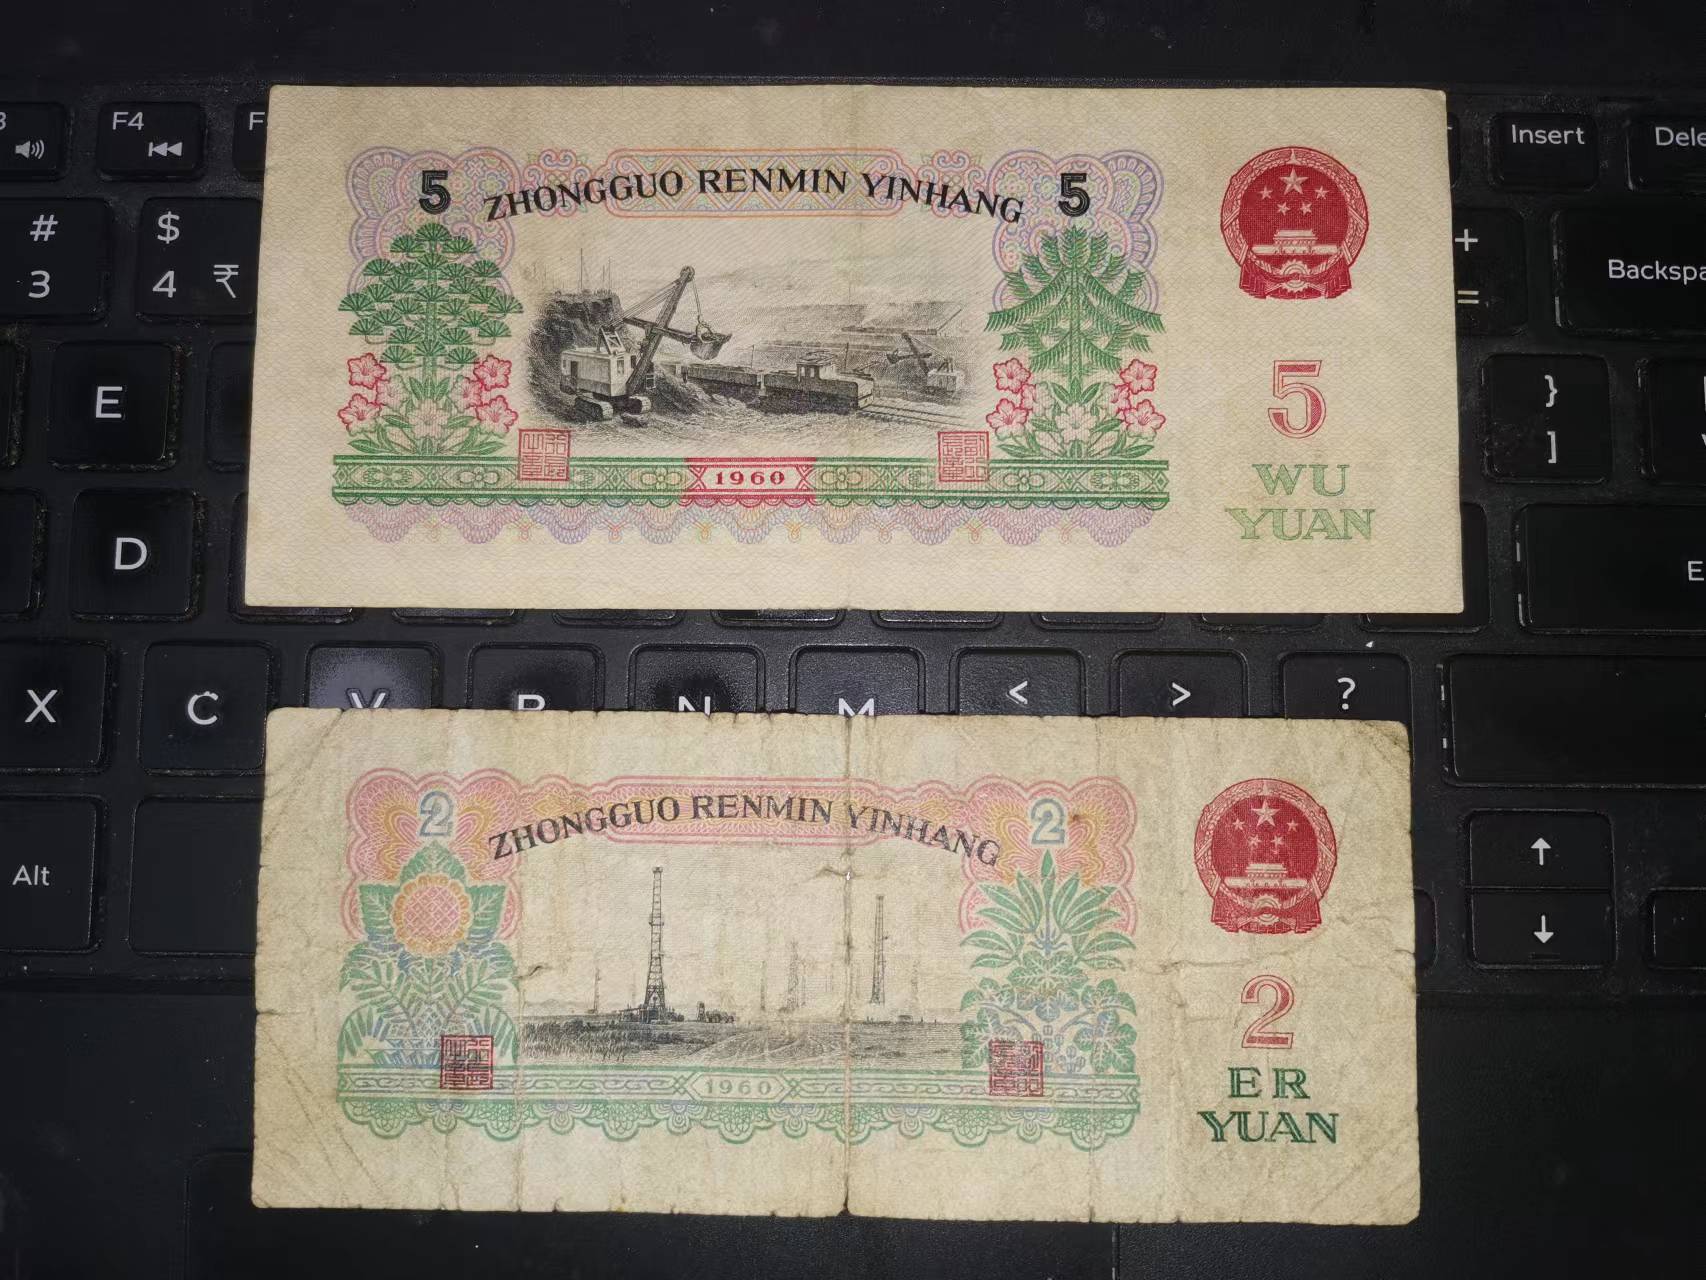 F4
F
Insert
Dele
#
3
$
4 ₹
+
=
Backspa
E
}
]
D
E
X
C
V
B
N
M
<
>
?
Alt
↑
↓
5 ZHONGGUO RENMIN YINHANG 5
1960
5
WU
YUAN
2 ZHONGGUO RENMIN YINHANG 2
1960
2
ER
YUAN